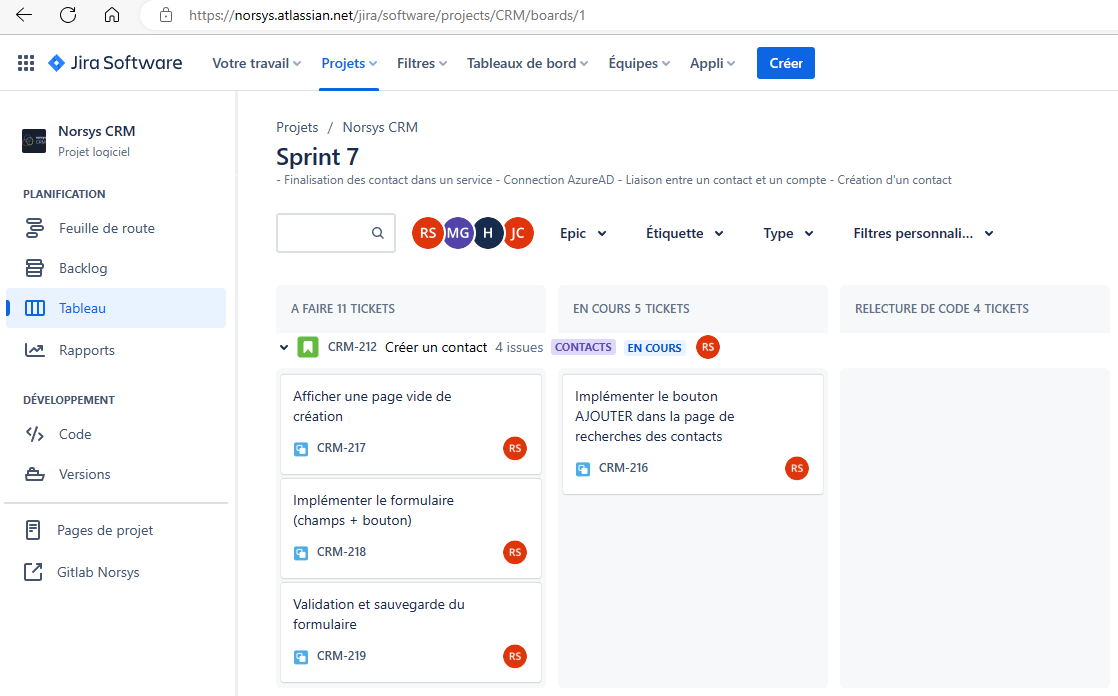 https://norsys.atlassian.net/jira/software/projects/CRM/boards/1
Jira Software
Votre travail
Projets
Filtres
Tableaux de bord
Équipes
Appli
Créer
Norsys CRM
Projet logiciel
PLANIFICATION
Feuille de route
Backlog
Tableau
Rapports
DÉVELOPPEMENT
Code
Versions
Pages de projet
Gitlab Norsys
Projets / Norsys CRM
Sprint 7
- Finalisation des contact dans un service - Connection AzureAD - Liaison entre un contact et un compte - Création d'un contact
RS MG H JC
Epic
Étiquette
Type
Filtres personnali...
A FAIRE 11 TICKETS
EN COURS 5 TICKETS
RELECTURE DE CODE 4 TICKETS
CRM-212 Créer un contact 4 issues CONTACTS EN COURS RS
Afficher une page vide de
création
CRM-217 RS
Implémenter le formulaire
(champs + bouton)
CRM-218 RS
Validation et sauvegarde du
formulaire
CRM-219 RS
Implémenter le bouton
AJOUTER dans la page de
recherches des contacts
CRM-216 RS